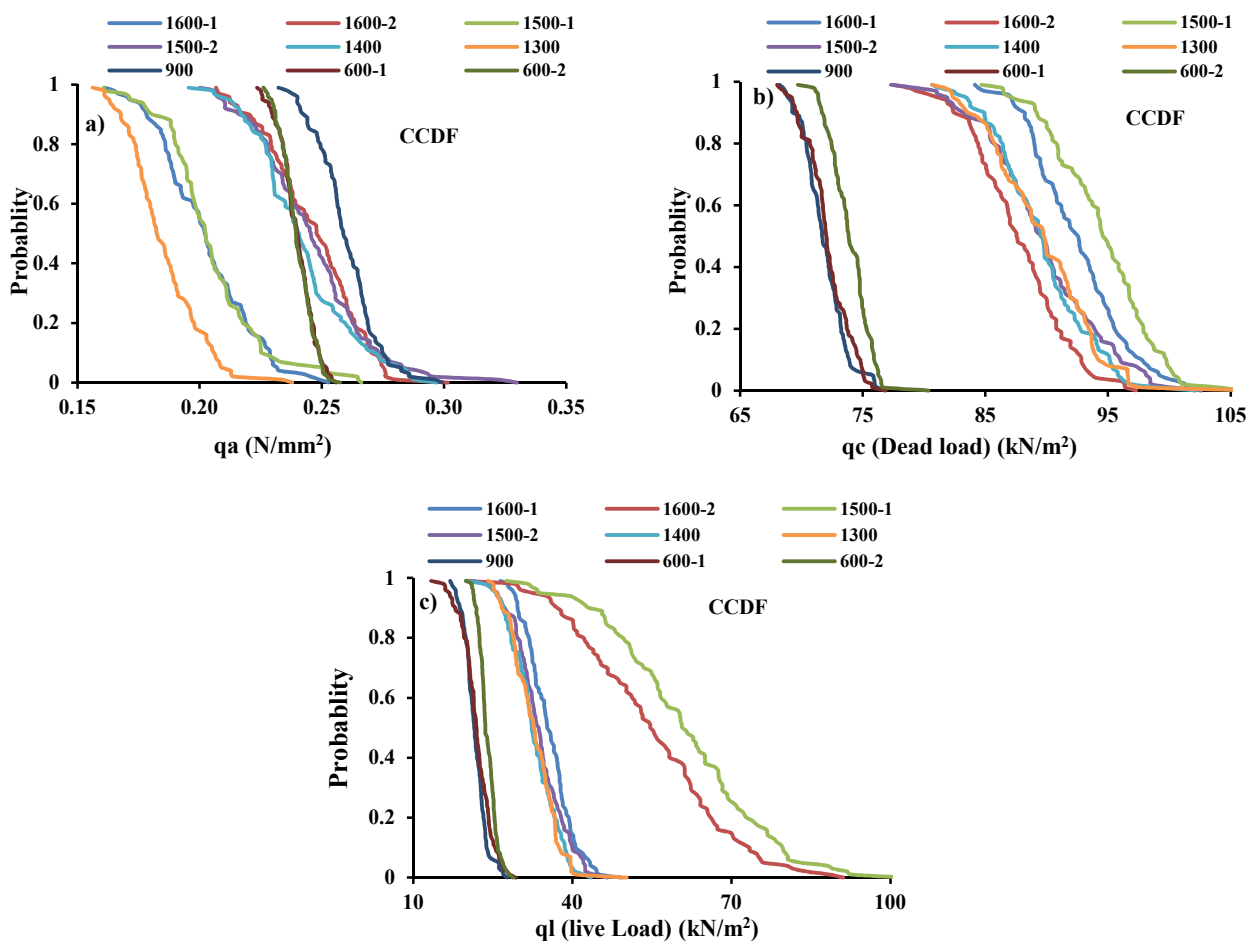 1600-1 1600-2 1500-1
1500-2 1400 1300
900 600-1 600-2
a)
CCDF
Probablity
1
0.8
0.6
0.4
0.2
0
0.15 0.20 0.25 0.30 0.35
qa (N/mm²)
1600-1 1600-2 1500-1
1500-2 1400 1300
900 600-1 600-2
b)
CCDF
Probablity
1
0.8
0.6
0.4
0.2
0
65 75 85 95 105
qc (Dead load) (kN/m²)
1600-1 1600-2 1500-1
1500-2 1400 1300
900 600-1 600-2
c)
CCDF
Probablity
1
0.8
0.6
0.4
0.2
0
10 40 70 100
ql (live Load) (kN/m²)